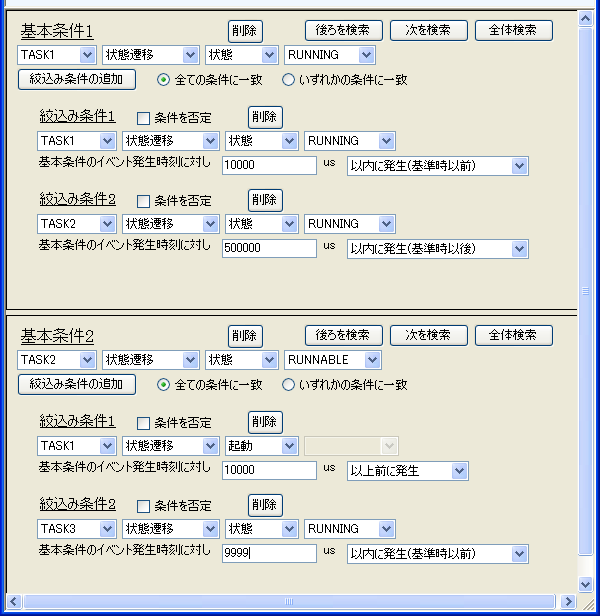 基本条件1 削除 後ろを検索 次を検索 全体検索
TASK1 状態遷移 状態 RUNNING
絞込み条件の追加 全ての条件に一致 いずれかの条件に一致
絞込み条件1 条件を否定 削除
TASK1 状態遷移 状態 RUNNING
基本条件のイベント発生時刻に対し 10000 us 以内に発生(基準時以前)
絞込み条件2 条件を否定 削除
TASK2 状態遷移 状態 RUNNING
基本条件のイベント発生時刻に対し 500000 us 以内に発生(基準時以後)
基本条件2 削除 後ろを検索 次を検索 全体検索
TASK2 状態遷移 状態 RUNNABLE
絞込み条件の追加 全ての条件に一致 いずれかの条件に一致
絞込み条件1 条件を否定 削除
TASK1 状態遷移 起動
基本条件のイベント発生時刻に対し 10000 us 以上前に発生
絞込み条件2 条件を否定 削除
TASK3 状態遷移 状態 RUNNING
基本条件のイベント発生時刻に対し 9999 us 以内に発生(基準時以前)